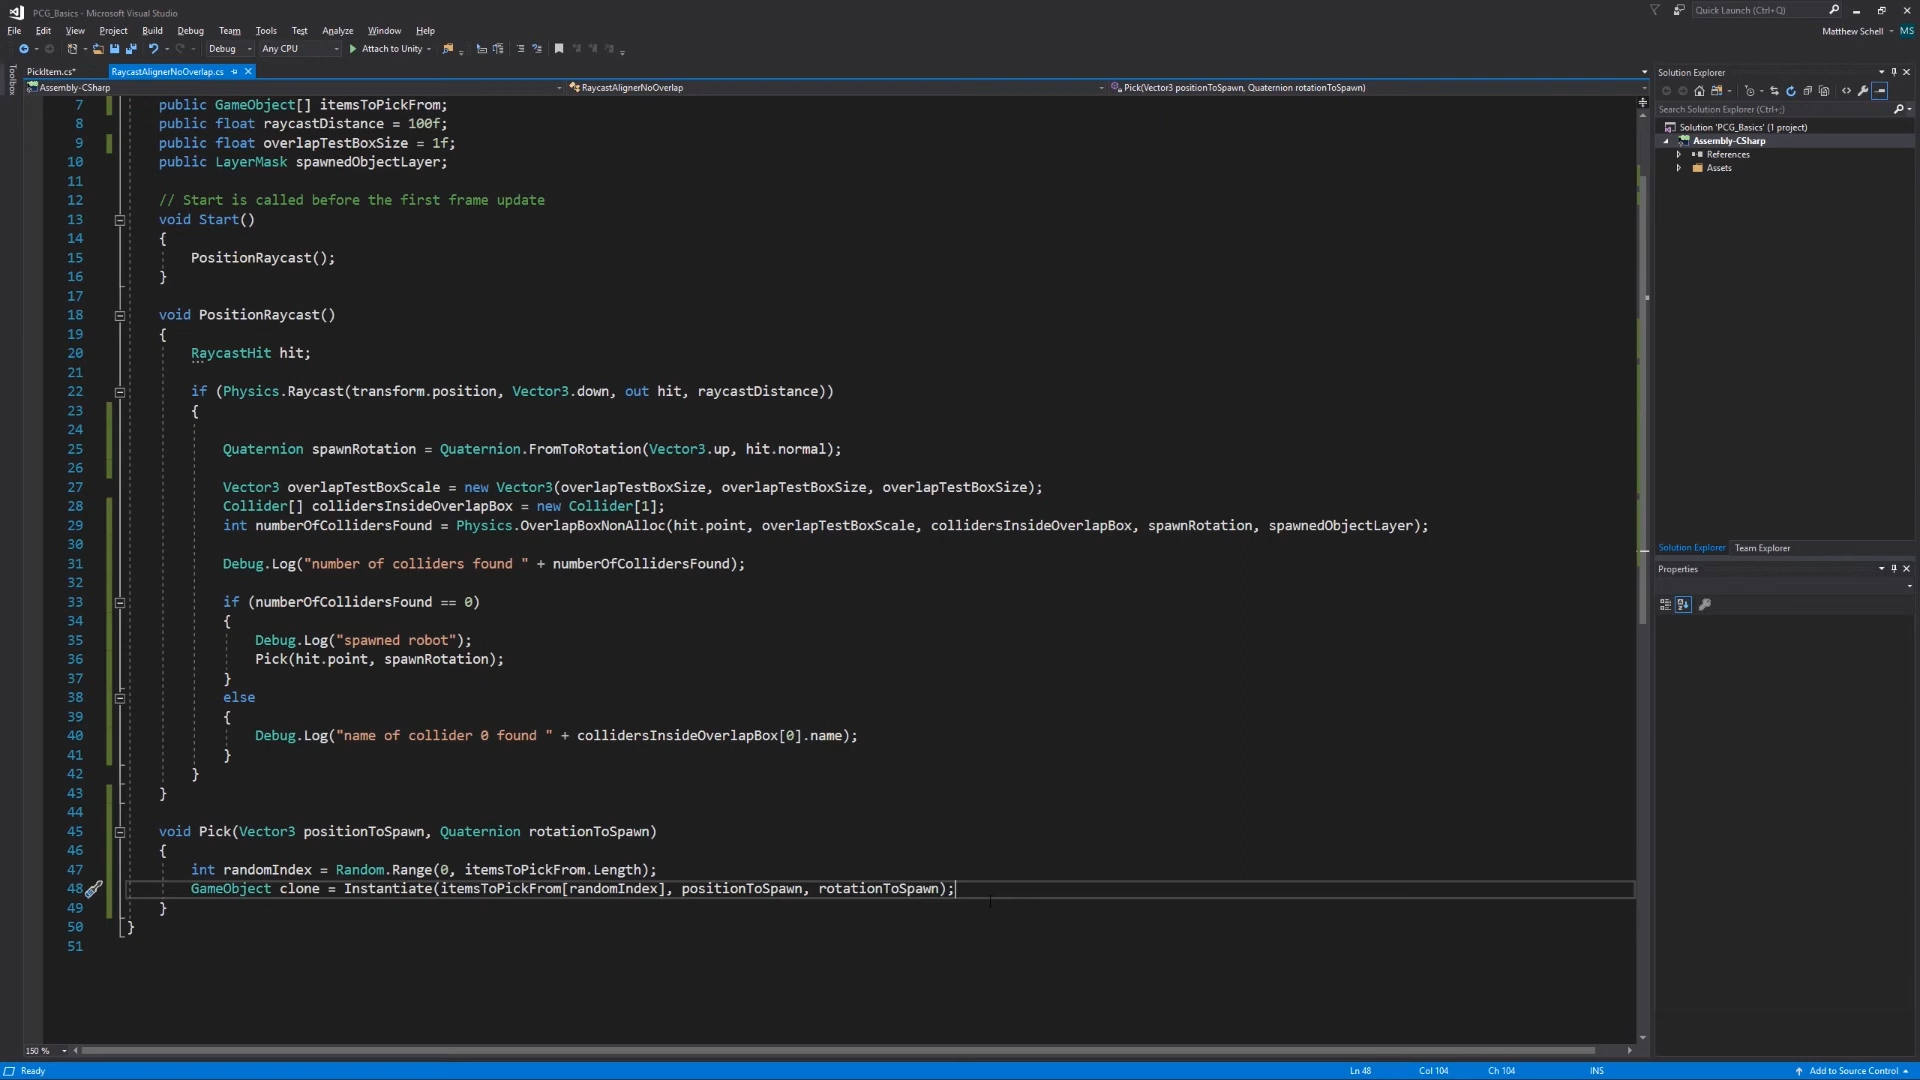 PCG_Basics - Microsoft Visual Studio
Quick Launch (Ctrl+Q)
File Edit View Project Build Debug Team Tools Test Analyze Window Help
Matthew Schell MS
Debug Any CPU Attach to Unity
Toolbox
PickItem.cs* RaycastAlignerNoOverlap.cs
Assembly-CSharp RaycastAlignerNoOverlap Pick(Vector3 positionToSpawn, Quaternion rotationToSpawn)
7 public GameObject[] itemsToPickFrom;
8 public float raycastDistance = 100f;
9 public float overlapTestBoxSize = 1f;
10 public LayerMask spawnedObjectLayer;
11
12 // Start is called before the first frame update
13 void Start()
14 {
15 PositionRaycast();
16 }
17
18 void PositionRaycast()
19 {
20 RaycastHit hit;
21
22 if (Physics.Raycast(transform.position, Vector3.down, out hit, raycastDistance))
23 {
24
25 Quaternion spawnRotation = Quaternion.FromToRotation(Vector3.up, hit.normal);
26
27 Vector3 overlapTestBoxScale = new Vector3(overlapTestBoxSize, overlapTestBoxSize, overlapTestBoxSize);
28 Collider[] collidersInsideOverlapBox = new Collider[1];
29 int numberOfCollidersFound = Physics.OverlapBoxNonAlloc(hit.point, overlapTestBoxScale, collidersInsideOverlapBox, spawnRotation, spawnedObjectLayer);
30
31 Debug.Log("number of colliders found " + numberOfCollidersFound);
32
33 if (numberOfCollidersFound == 0)
34 {
35 Debug.Log("spawned robot");
36 Pick(hit.point, spawnRotation);
37 }
38 else
39 {
40 Debug.Log("name of collider 0 found " + collidersInsideOverlapBox[0].name);
41 }
42 }
43 }
44
45 void Pick(Vector3 positionToSpawn, Quaternion rotationToSpawn)
46 {
47 int randomIndex = Random.Range(0, itemsToPickFrom.Length);
48 GameObject clone = Instantiate(itemsToPickFrom[randomIndex], positionToSpawn, rotationToSpawn);
49 }
50 }
51
150 %
Solution Explorer
Search Solution Explorer (Ctrl+;)
Solution 'PCG_Basics' (1 project)
Assembly-CSharp
References
Assets
Solution Explorer Team Explorer
Properties
Ready Ln 48 Col 104 Ch 104 INS Add to Source Control